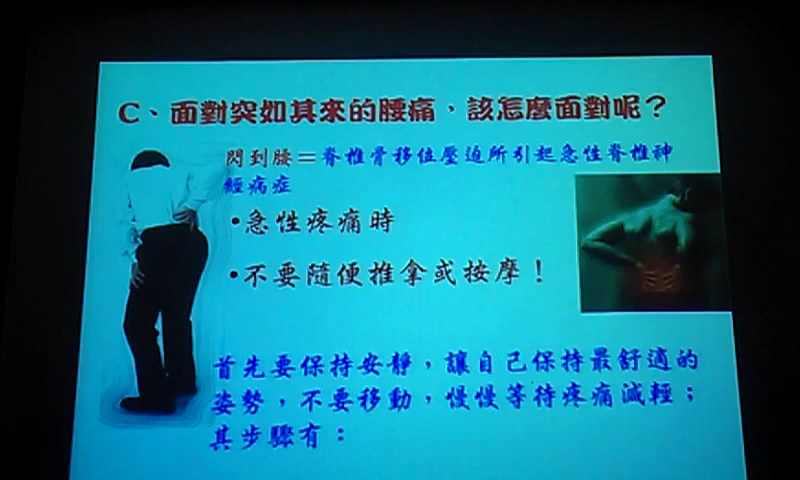 C、面對突如其來的腰痛，該怎麼面對呢？
閃到腰＝脊椎骨移位壓迫所引起急性脊椎神
經病症
•急性疼痛時
•不要隨便推拿或按摩！
首先要保持安靜，讓自己保持最舒適的
姿勢，不要移動，慢慢等待疼痛減輕；
其步驟有：